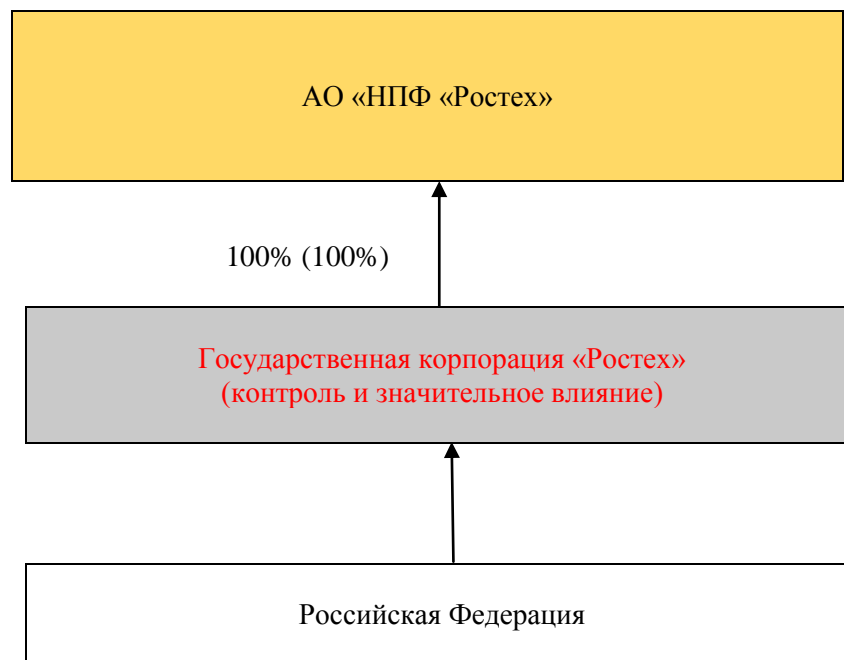 АО «НПФ «Ростех»
100% (100%)
Государственная корпорация «Ростех»
(контроль и значительное влияние)
Российская Федерация